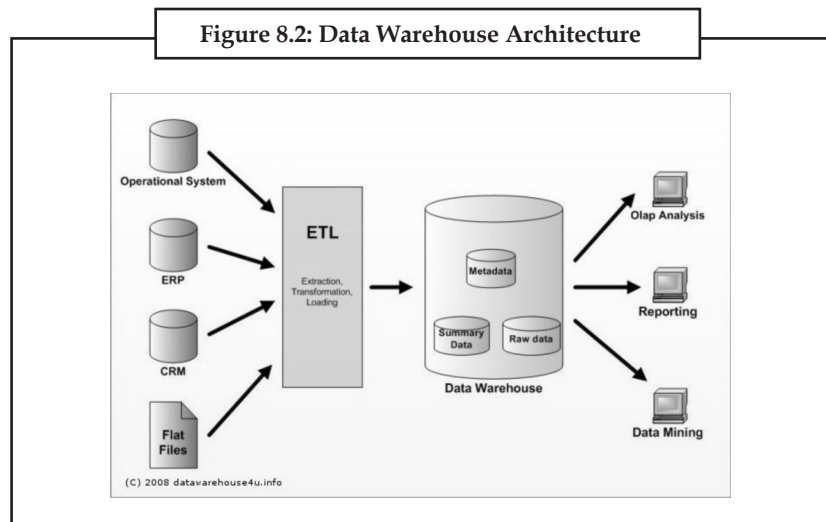 Figure 8.2: Data Warehouse Architecture
Operational System
ERP
CRM
Flat
Files
ETL
Extraction,
Transformation,
Loading
Metadata
Summary
Data
Raw data
Data Warehouse
Olap Analysis
Reporting
Data Mining
(C) 2008 datawarehouse4u.info